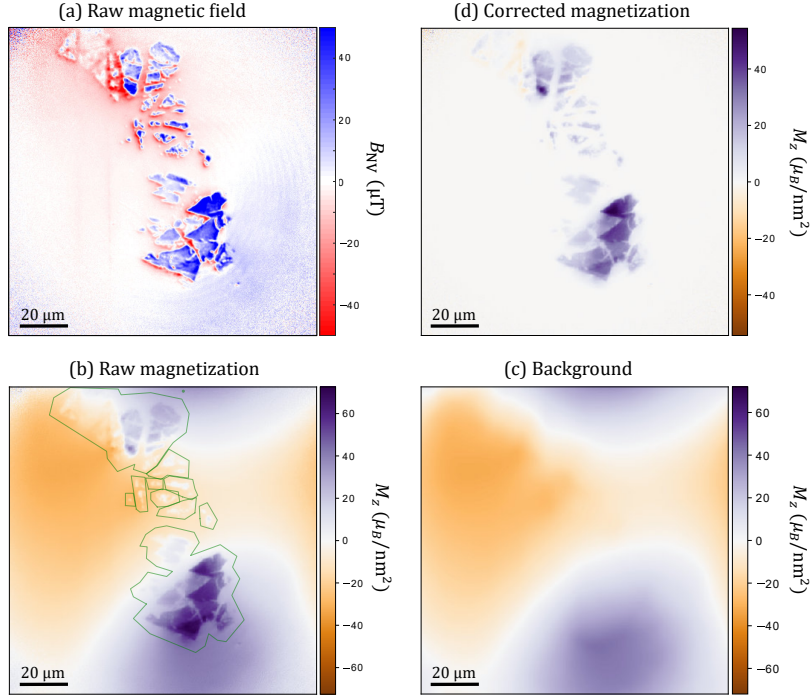 (a) Raw magnetic field
40
20
0
−20
−40
B_NV (μT)
20 μm
(d) Corrected magnetization
40
20
0
−20
−40
M_z (μ_B/nm²)
20 μm
(b) Raw magnetization
60
40
20
0
−20
−40
−60
M_z (μ_B/nm²)
20 μm
(c) Background
60
40
20
0
−20
−40
−60
M_z (μ_B/nm²)
20 μm